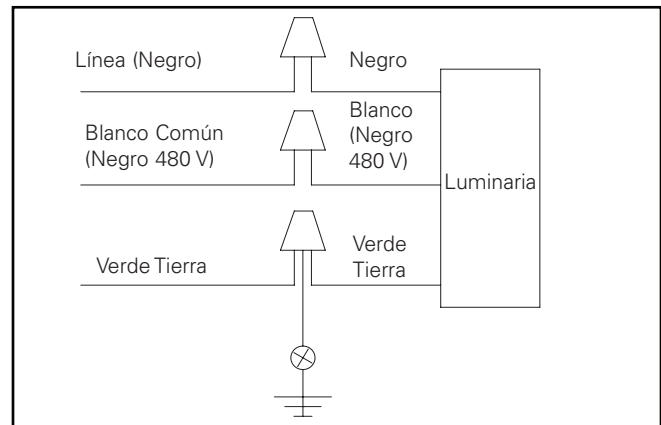 Línea (Negro)
Negro
Blanco Común
(Negro 480 V)
Blanco
(Negro
480 V)
Luminaria
Verde Tierra
Verde
Tierra